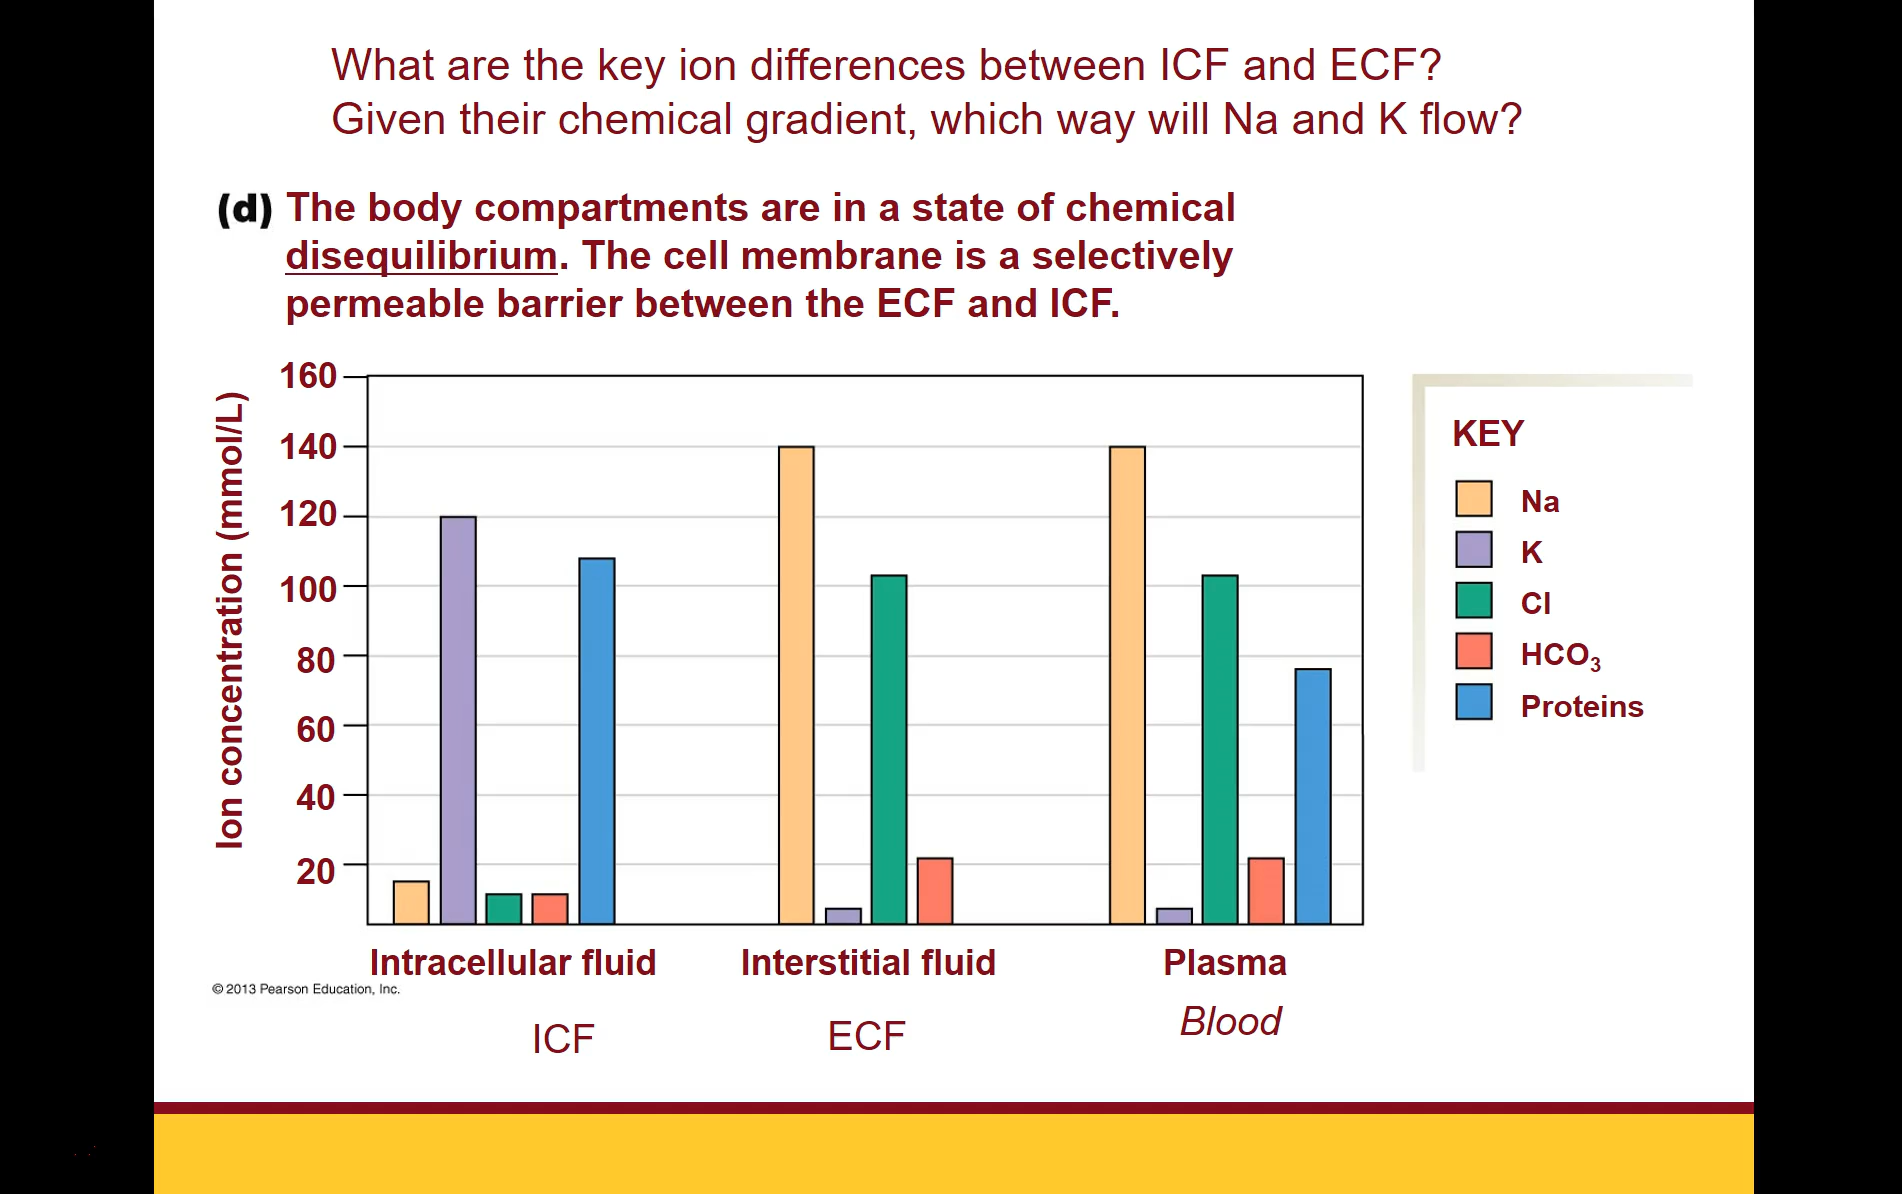 What are the key ion differences between ICF and ECF?
Given their chemical gradient, which way will Na and K flow?
(d) The body compartments are in a state of chemical
disequilibrium. The cell membrane is a selectively
permeable barrier between the ECF and ICF.
Ion concentration (mmol/L)
160
140
120
100
80
60
40
20
KEY
Na
K
Cl
HCO₃
Proteins
Intracellular fluid
Interstitial fluid
Plasma
© 2013 Pearson Education, Inc.
ICF
ECF
Blood